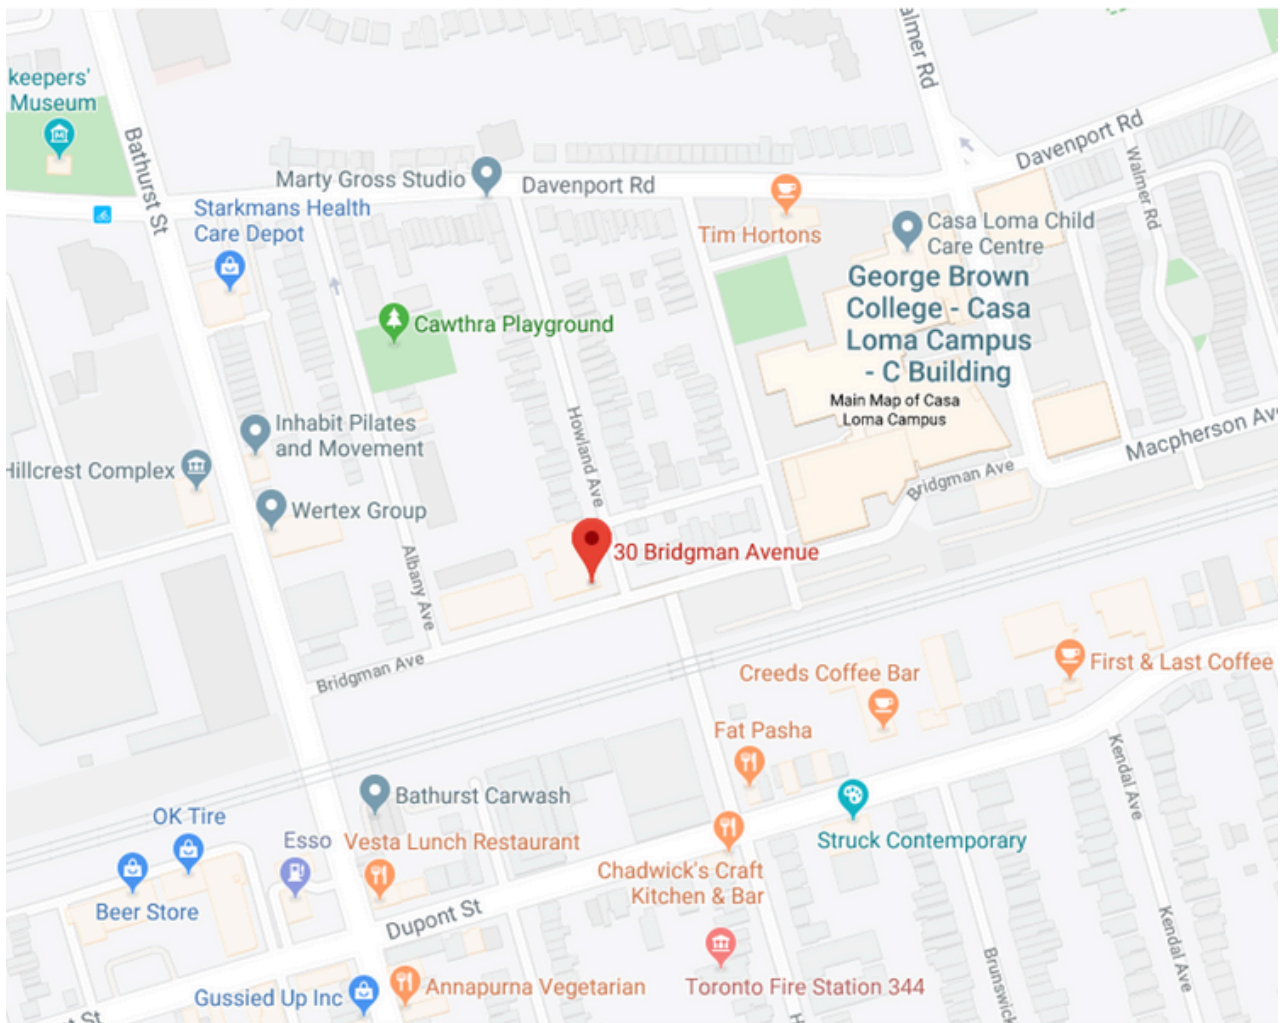 almer Rd
keepers'
Museum
Bathurst St
Davenport Rd
Walmer Rd
Marty Gross Studio
Davenport Rd
Starkmans Health
Care Depot
Tim Hortons
Casa Loma Child
Care Centre
George Brown
College - Casa
Loma Campus
- C Building
Main Map of Casa
Loma Campus
Cawthra Playground
Howland Ave
Inhabit Pilates
and Movement
Macpherson Ave
Hillcrest Complex
Bridgman Ave
Wertex Group
30 Bridgman Avenue
Albany Ave
Bridgman Ave
Creeds Coffee Bar
First & Last Coffee
Fat Pasha
Kendal Ave
Bathurst Carwash
OK Tire
Esso
Vesta Lunch Restaurant
Struck Contemporary
Chadwick's Craft
Kitchen & Bar
Beer Store
Dupont St
Kendal Ave
Toronto Fire Station 344
Brunswick
Annapurna Vegetarian
Gussied Up Inc
t St
H